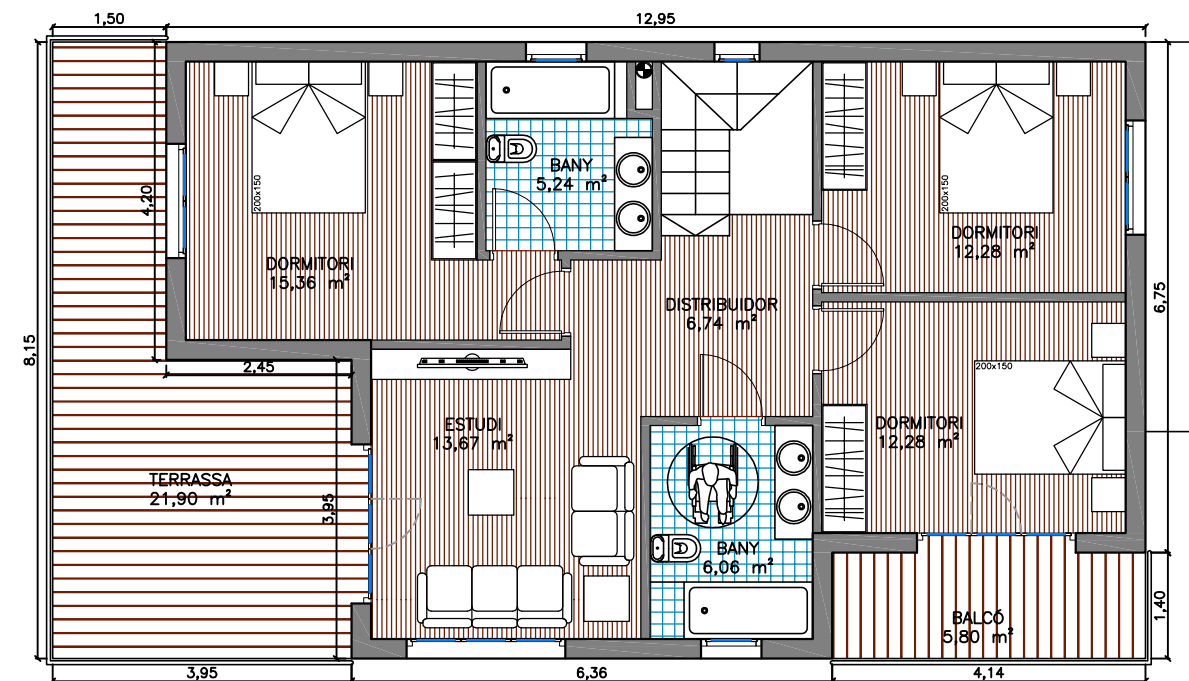 1,50
12,95
BANY
5,24 m²
200x150
200x150
4,20
DORMITORI
15,36 m²
DORMITORI
12,28 m²
DISTRIBUIDOR
6,74 m²
6,75
8,15
2,45
200x150
ESTUDI
13,67 m²
DORMITORI
12,28 m²
TERRASSA
21,90 m²
3,95
BANY
6,06 m²
BALCÓ
5,80 m²
1,40
3,95
6,36
4,14